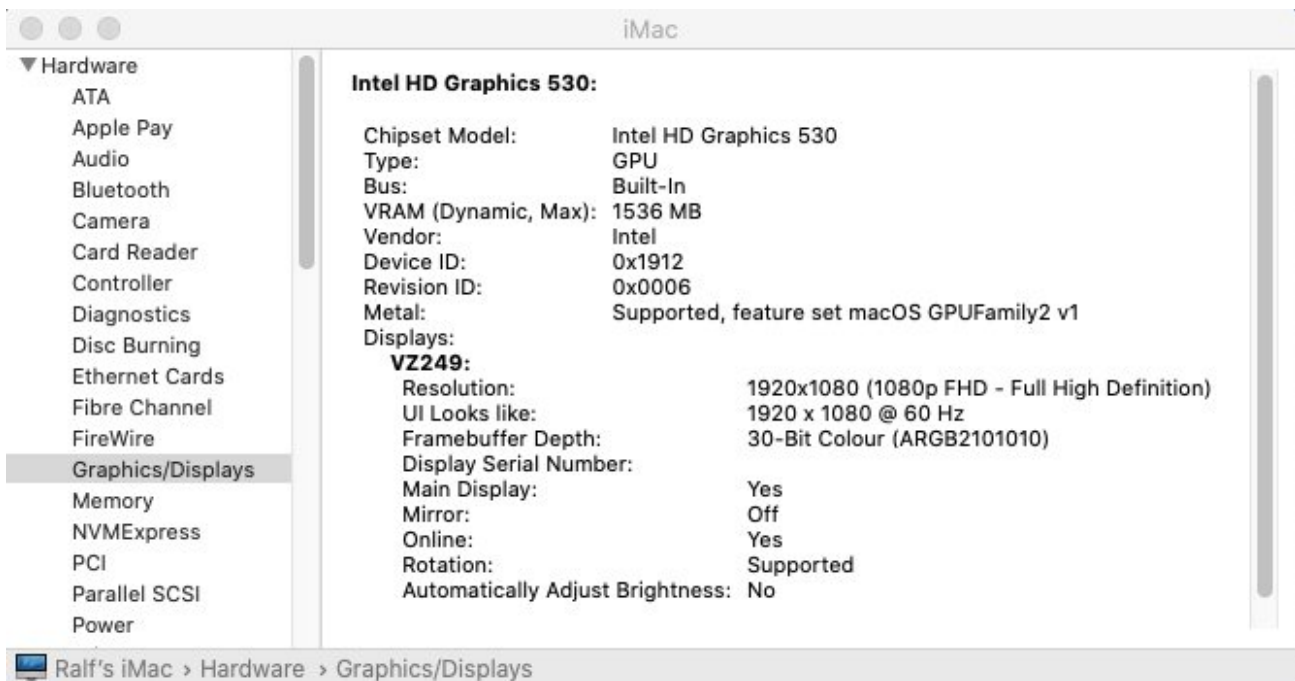 iMac
Hardware
ATA
Apple Pay
Audio
Bluetooth
Camera
Card Reader
Controller
Diagnostics
Disc Burning
Ethernet Cards
Fibre Channel
FireWire
Graphics/Displays
Memory
NVMExpress
PCI
Parallel SCSI
Power
Intel HD Graphics 530:
Chipset Model: Intel HD Graphics 530
Type: GPU
Bus: Built-In
VRAM (Dynamic, Max): 1536 MB
Vendor: Intel
Device ID: 0x1912
Revision ID: 0x0006
Metal: Supported, feature set macOS GPUFamily2 v1
Displays:
VZ249:
Resolution: 1920x1080 (1080p FHD - Full High Definition)
UI Looks like: 1920 x 1080 @ 60 Hz
Framebuffer Depth: 30-Bit Colour (ARGB2101010)
Display Serial Number:
Main Display: Yes
Mirror: Off
Online: Yes
Rotation: Supported
Automatically Adjust Brightness: No
Ralf's iMac › Hardware › Graphics/Displays